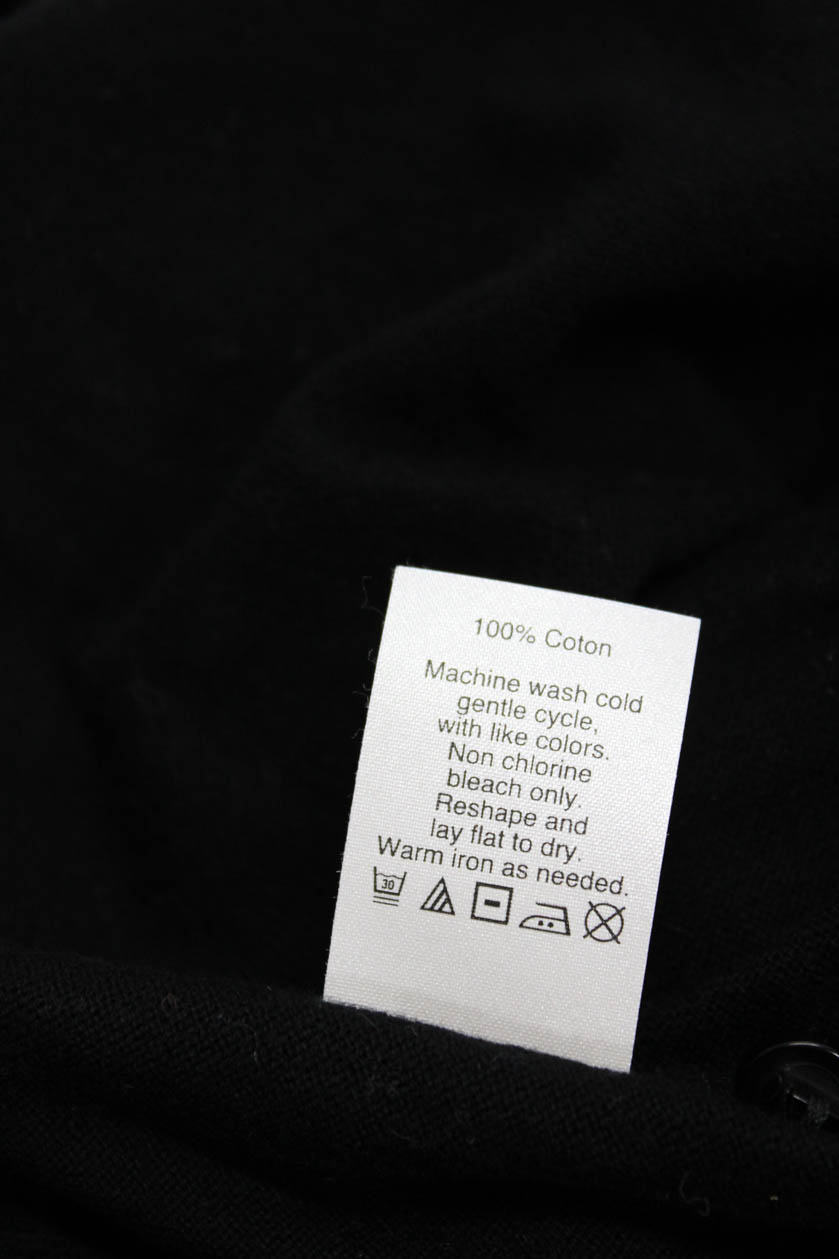 100% Coton
Machine wash cold
gentle cycle,
with like colors.
Non chlorine
bleach only.
Reshape and
lay flat to dry.
Warm iron as needed.
30